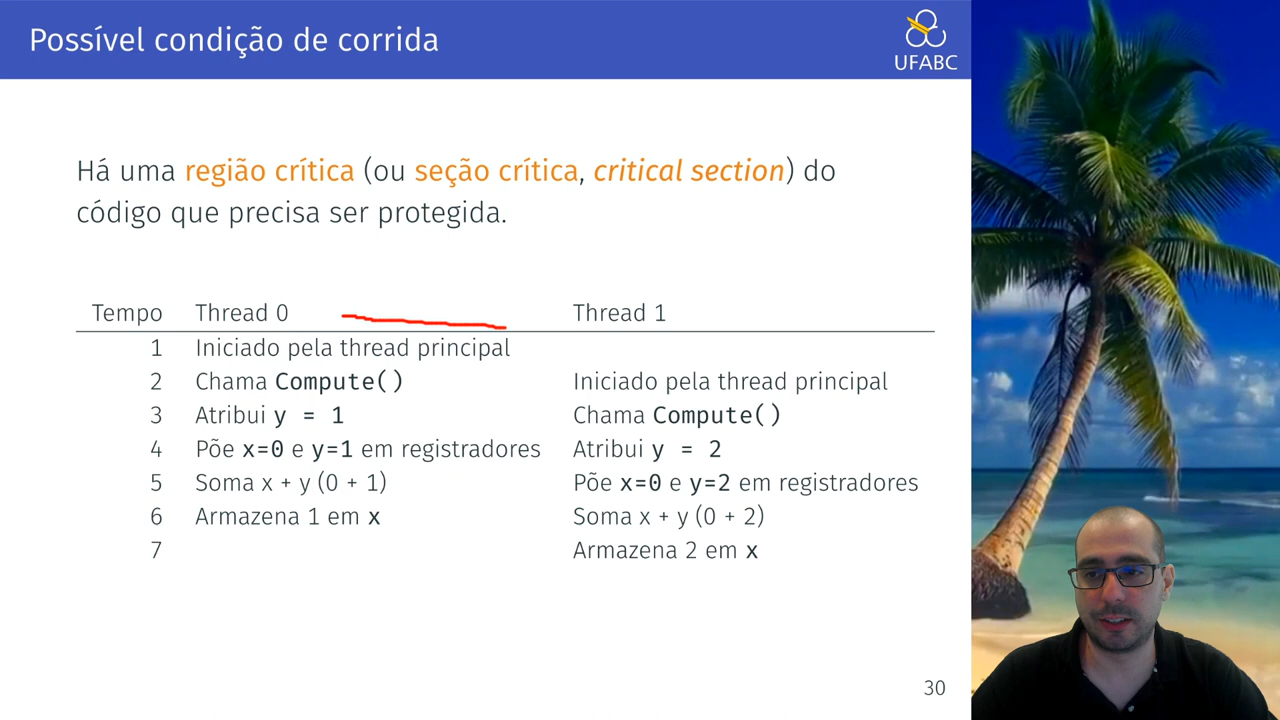 Possível condição de corrida
UFABC
Há uma região crítica (ou seção crítica, critical section) do
código que precisa ser protegida.
Tempo Thread 0 Thread 1
1 Iniciado pela thread principal
2 Chama Compute() Iniciado pela thread principal
3 Atribui y = 1 Chama Compute()
4 Põe x=0 e y=1 em registradores Atribui y = 2
5 Soma x + y (0 + 1) Põe x=0 e y=2 em registradores
6 Armazena 1 em x Soma x + y (0 + 2)
7 Armazena 2 em x
30